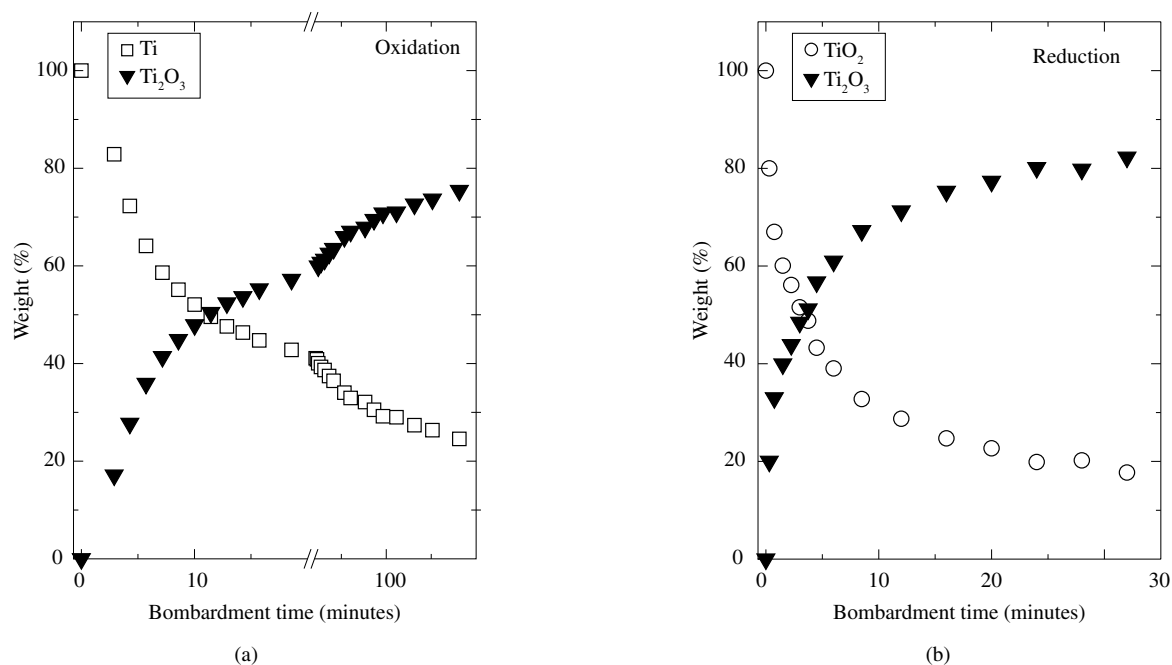 Ti
Ti₂O₃
Oxidation
100
80
60
40
20
0
Weight (%)
0
10
100
Bombardment time (minutes)
(a)
TiO₂
Ti₂O₃
Reduction
100
80
60
40
20
0
Weight (%)
0
10
20
30
Bombardment time (minutes)
(b)